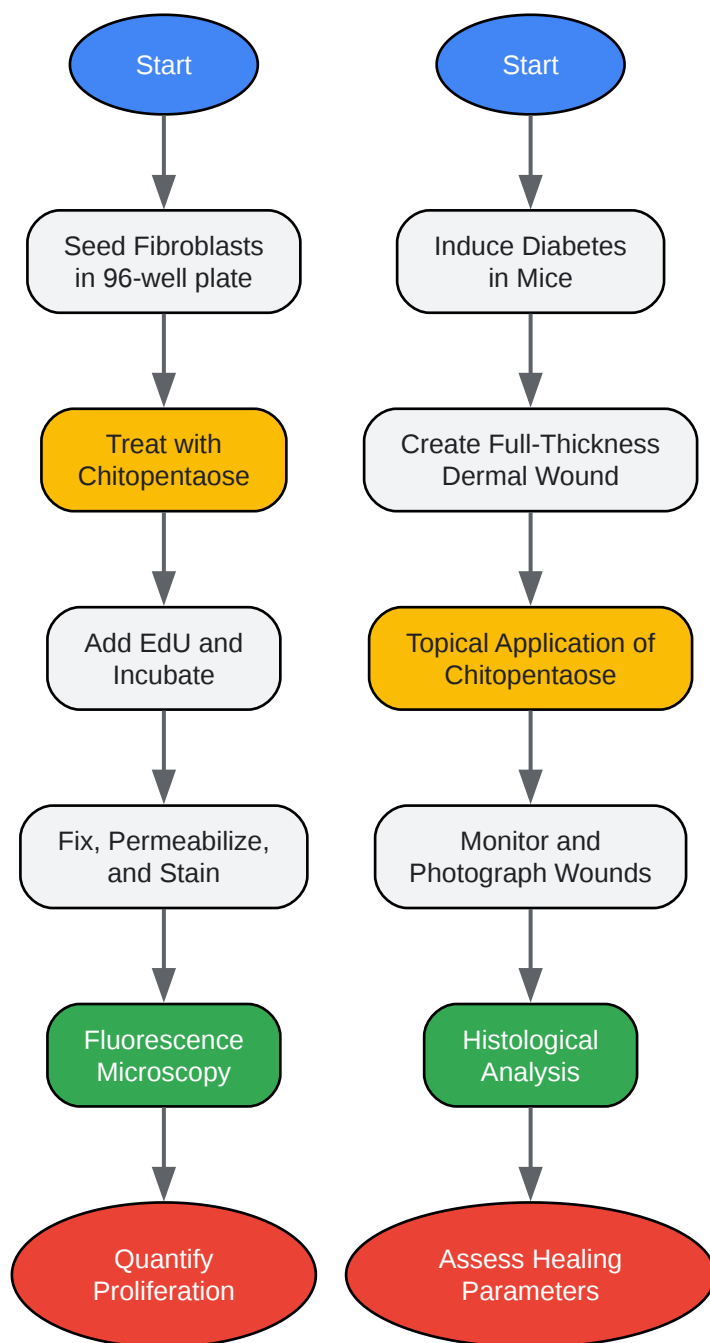 Start
Seed Fibroblasts
in 96-well plate
Treat with
Chitopentaose
Add EdU and
Incubate
Fix, Permeabilize,
and Stain
Fluorescence
Microscopy
Quantify
Proliferation
Start
Induce Diabetes
in Mice
Create Full-Thickness
Dermal Wound
Topical Application of
Chitopentaose
Monitor and
Photograph Wounds
Histological
Analysis
Assess Healing
Parameters